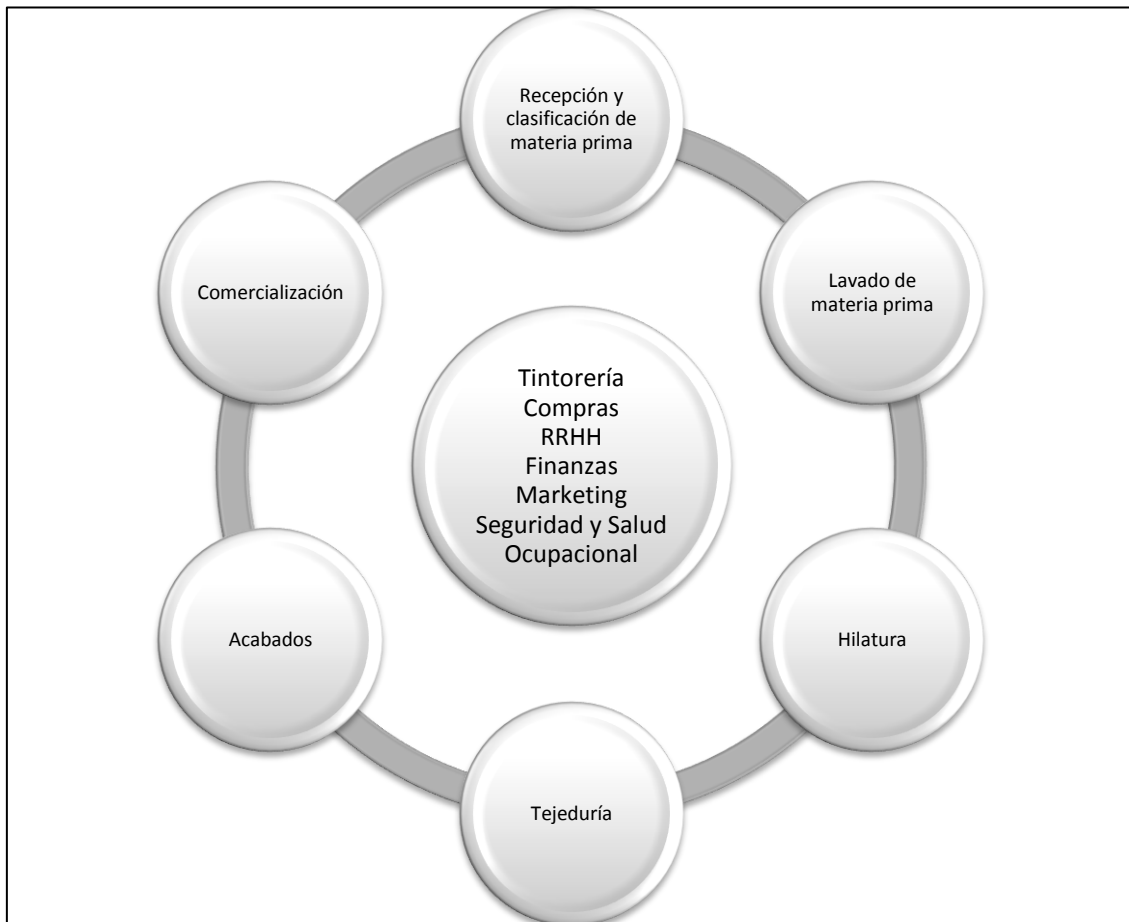 Recepción y
clasificación de
materia prima
Lavado de
materia prima
Hilatura
Tejeduría
Acabados
Comercialización
Tintorería
Compras
RRHH
Finanzas
Marketing
Seguridad y Salud
Ocupacional